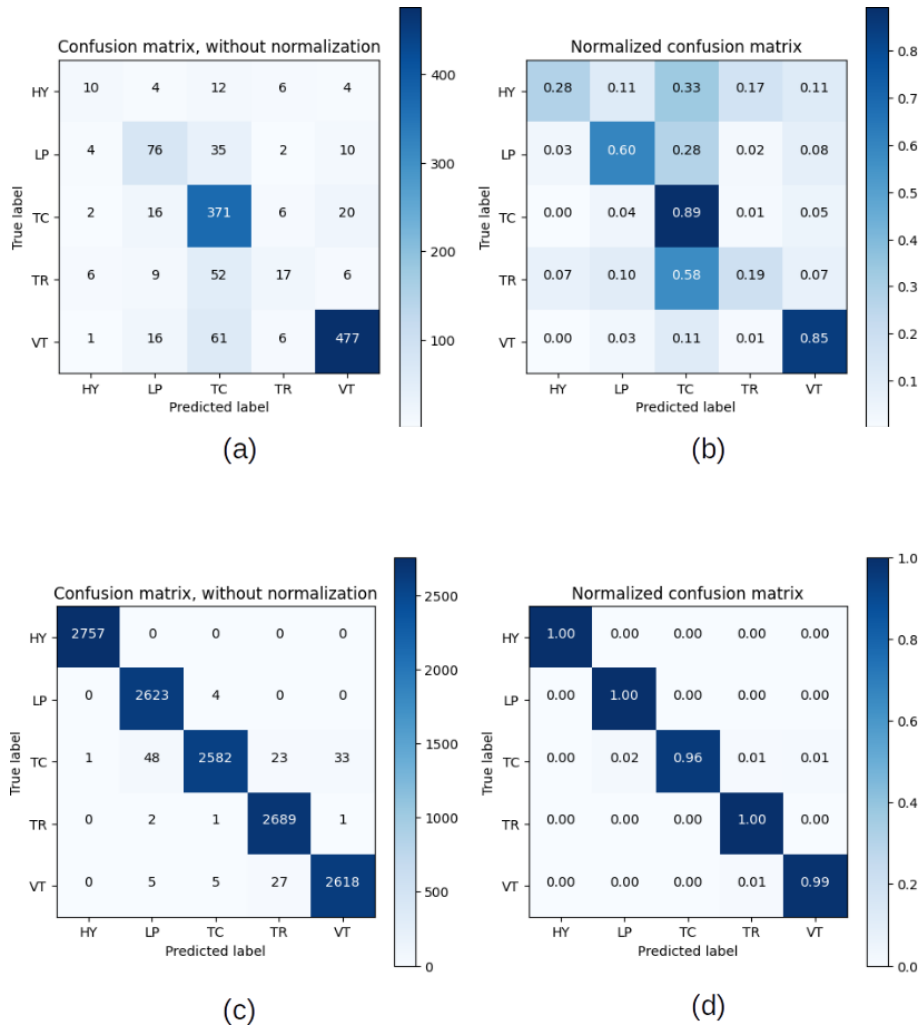 Confusion matrix, without normalization
HY 10 4 12 6 4
LP 4 76 35 2 10
TC 2 16 371 6 20
TR 6 9 52 17 6
VT 1 16 61 6 477
HY LP TC TR VT
Predicted label
True label
400
300
200
100
(a)
Normalized confusion matrix
HY 0.28 0.11 0.33 0.17 0.11
LP 0.03 0.60 0.28 0.02 0.08
TC 0.00 0.04 0.89 0.01 0.05
TR 0.07 0.10 0.58 0.19 0.07
VT 0.00 0.03 0.11 0.01 0.85
HY LP TC TR VT
Predicted label
True label
0.8
0.7
0.6
0.5
0.4
0.3
0.2
0.1
(b)
Confusion matrix, without normalization
HY 2757 0 0 0 0
LP 0 2623 4 0 0
TC 1 48 2582 23 33
TR 0 2 1 2689 1
VT 0 5 5 27 2618
HY LP TC TR VT
Predicted label
True label
2500
2000
1500
1000
500
0
(c)
Normalized confusion matrix
HY 1.00 0.00 0.00 0.00 0.00
LP 0.00 1.00 0.00 0.00 0.00
TC 0.00 0.02 0.96 0.01 0.01
TR 0.00 0.00 0.00 1.00 0.00
VT 0.00 0.00 0.00 0.01 0.99
HY LP TC TR VT
Predicted label
True label
1.0
0.8
0.6
0.4
0.2
0.0
(d)